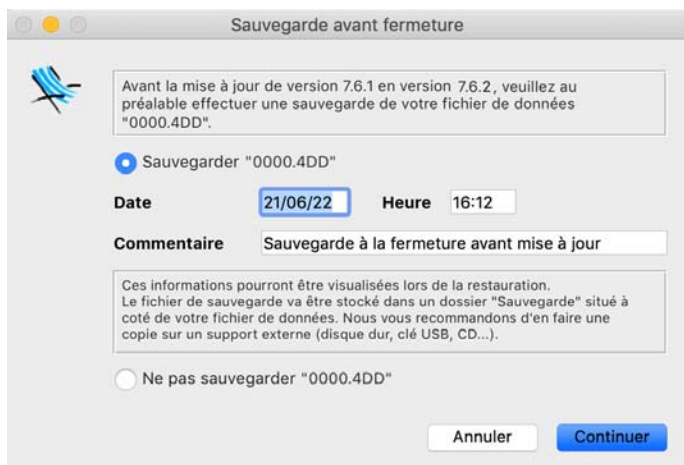 Sauvegarde avant fermeture
Avant la mise à jour de version 7.6.1 en version 7.6.2, veuillez au
préalable effectuer une sauvegarde de votre fichier de données
"0000.4DD".
Sauvegarder "0000.4DD"
Date 21/06/22 Heure 16:12
Commentaire Sauvegarde à la fermeture avant mise à jour
Ces informations pourront être visualisées lors de la restauration.
Le fichier de sauvegarde va être stocké dans un dossier "Sauvegarde" situé à
coté de votre fichier de données. Nous vous recommandons d'en faire une
copie sur un support externe (disque dur, clé USB, CD...).
Ne pas sauvegarder "0000.4DD"
Annuler Continuer